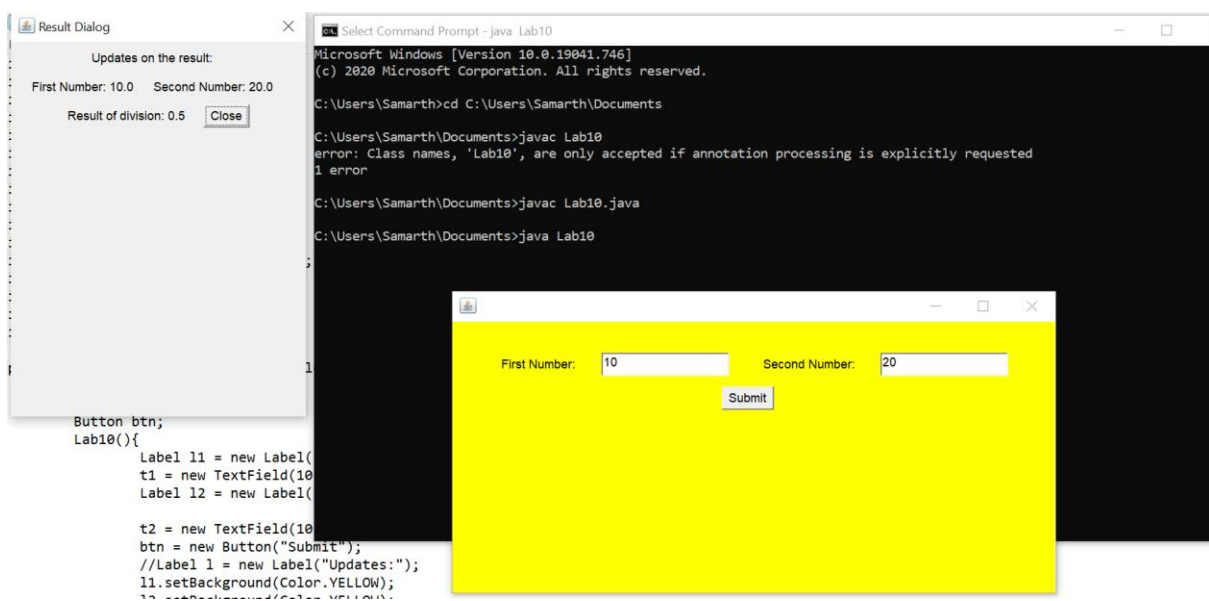 Result Dialog
Updates on the result:
First Number: 10.0 Second Number: 20.0
Result of division: 0.5 Close
Select Command Prompt - java Lab10
Microsoft Windows [Version 10.0.19041.746]
(c) 2020 Microsoft Corporation. All rights reserved.
C:\Users\Samarth>cd C:\Users\Samarth\Documents
C:\Users\Samarth\Documents>javac Lab10
error: Class names, 'Lab10', are only accepted if annotation processing is explicitly requested
1 error
C:\Users\Samarth\Documents>javac Lab10.java
C:\Users\Samarth\Documents>java Lab10
First Number: 10 Second Number: 20
Submit
Button btn;
Lab10(){
Label l1 = new Label(
t1 = new TextField(10
Label l2 = new Label(
t2 = new TextField(10
btn = new Button("Submit");
//Label l = new Label("Updates:");
l1.setBackground(Color.YELLOW);
l2.setBackground(Color.YELLOW);